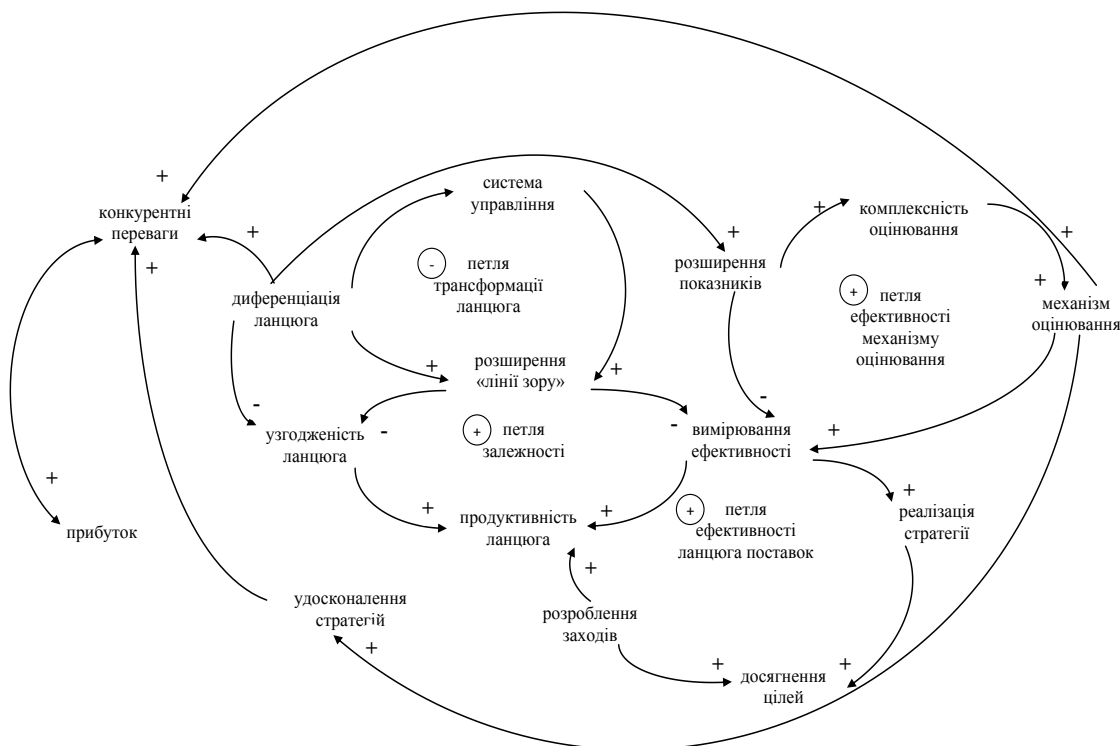 +
система
управління
+
конкурентні
переваги
+
+
+
комплексність
оцінювання
+
+
- петля
трансформації
ланцюга
розширення
показників
диференціація
ланцюга
+
+ петля
ефективності
механізму
оцінювання
механізм
оцінювання
+
розширення
«лінії зору»
+
-
-
узгодженість
ланцюга
-
+ петля
залежності
-
вимірювання
ефективності
+
+
прибуток
+
продуктивність
ланцюга
+
+ петля
ефективності
ланцюга поставок
+
реалізація
стратегії
+
удосконалення
стратегій
+
розроблення
заходів
+
досягнення
цілей
+